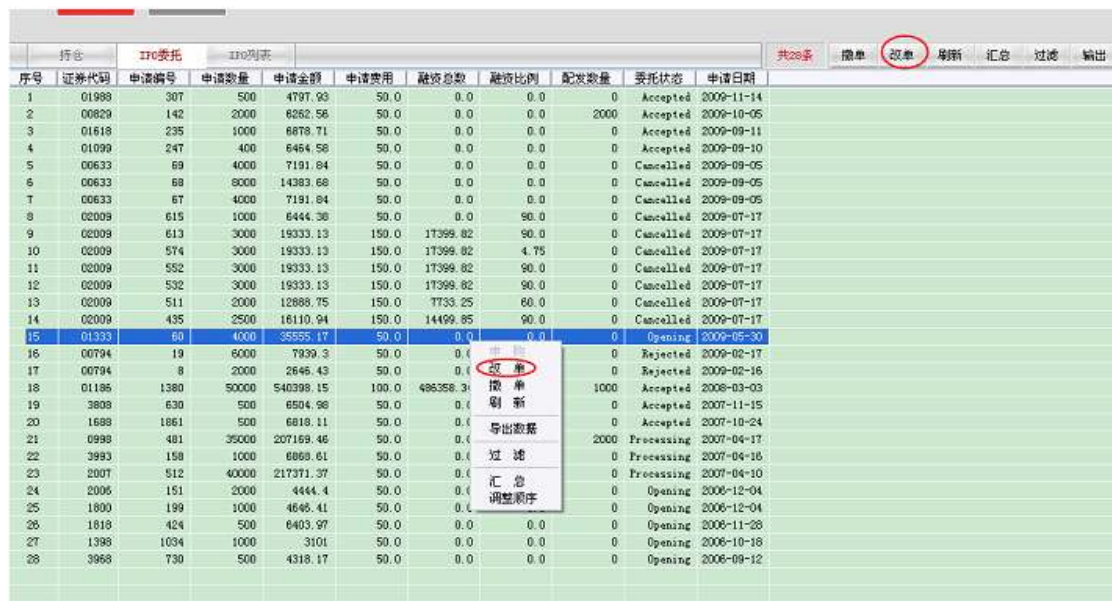 持仓 IPO委托 IPO列表 共28条 撤单 改单 刷新 汇总 过滤 输出
序号 证券代码 申请编号 申请数量 申请金额 申请费用 融资总数 融资比例 配发数量 委托状态 申请日期
1 01988 307 500 4797.93 50.0 0.0 0.0 0 Accepted 2009-11-14
2 00829 142 2000 6262.56 50.0 0.0 0.0 2000 Accepted 2009-10-05
3 01618 235 1000 6878.71 50.0 0.0 0.0 0 Accepted 2009-09-11
4 01099 247 400 6464.58 50.0 0.0 0.0 0 Accepted 2009-09-10
5 00633 69 4000 7191.84 50.0 0.0 0.0 0 Cancelled 2009-09-05
6 00633 68 8000 14383.68 50.0 0.0 0.0 0 Cancelled 2009-09-05
7 00633 67 4000 7191.84 50.0 0.0 0.0 0 Cancelled 2009-09-05
8 02009 615 1000 6444.38 50.0 0.0 90.0 0 Cancelled 2009-07-17
9 02009 613 3000 19333.13 150.0 17399.82 90.0 0 Cancelled 2009-07-17
10 02009 574 3000 19333.13 150.0 17399.82 4.75 0 Cancelled 2009-07-17
11 02009 552 3000 19333.13 150.0 17399.82 90.0 0 Cancelled 2009-07-17
12 02009 532 3000 19333.13 150.0 17399.82 90.0 0 Cancelled 2009-07-17
13 02009 511 2000 12888.75 150.0 7733.25 60.0 0 Cancelled 2009-07-17
14 02009 435 2500 16110.94 150.0 14499.85 90.0 0 Cancelled 2009-07-17
15 01333 60 4000 35555.17 50.0 0.0 0.0 0 Opening 2009-05-30
16 00794 19 6000 7939.3 50.0 0. 申购 0 Rejected 2009-02-17
17 00794 8 2000 2646.43 50.0 0. 改单 0 Rejected 2009-02-16
18 01186 1380 50000 540398.15 100.0 486358.3 撤单 1000 Accepted 2008-03-03
19 3808 630 500 6504.98 50.0 0. 刷新 0 Accepted 2007-11-15
20 1688 1861 500 6818.11 50.0 0. 导出数据 0 Accepted 2007-10-24
21 0998 481 35000 207169.46 50.0 0. 2000 Processing 2007-04-17
22 3993 158 1000 6868.61 50.0 0. 过滤 0 Processing 2007-04-16
23 2007 512 40000 217371.37 50.0 0. 汇总 0 Processing 2007-04-10
24 2006 151 2000 4444.4 50.0 0. 调整顺序 0 Opening 2006-12-04
25 1800 199 1000 4646.41 50.0 0. 0.0 0 Opening 2006-12-04
26 1818 424 500 6403.97 50.0 0.0 0.0 0 Opening 2006-11-28
27 1398 1034 1000 3101 50.0 0.0 0.0 0 Opening 2006-10-18
28 3968 730 500 4318.17 50.0 0.0 0.0 0 Opening 2006-09-12